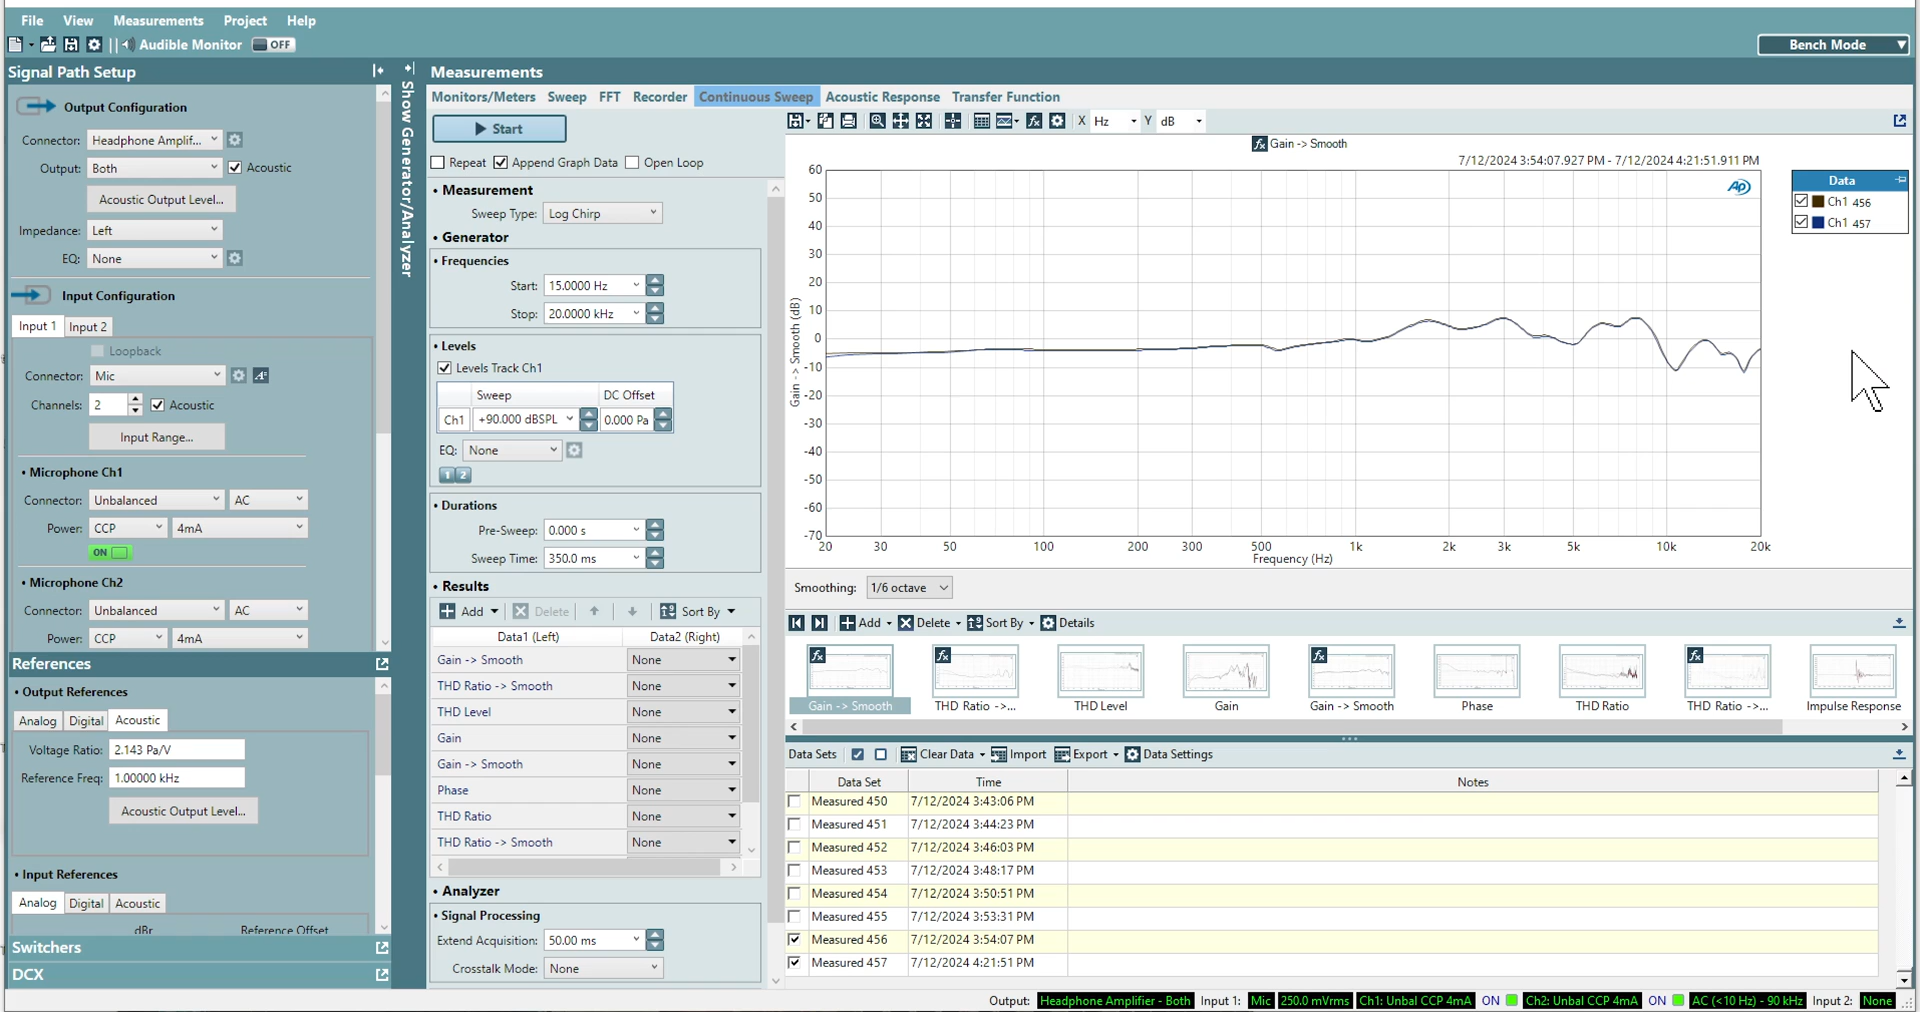 File View Measurements Project Help
Audible Monitor OFF
Bench Mode
Signal Path Setup
Output Configuration
Connector: Headphone Amplif...
Output: Both Acoustic
Acoustic Output Level...
Impedance: Left
EQ: None
Input Configuration
Input 1 Input 2
Loopback
Connector: Mic
Channels: 2 Acoustic
Input Range...
Microphone Ch1
Connector: Unbalanced AC
Power: CCP 4mA
ON
Microphone Ch2
Connector: Unbalanced AC
Power: CCP 4mA
References
Output References
Analog Digital Acoustic
Voltage Ratio: 2.143 Pa/V
Reference Freq: 1.00000 kHz
Acoustic Output Level...
Input References
Analog Digital Acoustic
dBr Reference Offset
Switchers
DCX
Show Generator/Analyzer
Measurements
Monitors/Meters Sweep FFT Recorder Continuous Sweep Acoustic Response Transfer Function
Start
Repeat Append Graph Data Open Loop
Measurement
Sweep Type: Log Chirp
Generator
Frequencies
Start: 15.0000 Hz
Stop: 20.0000 kHz
Levels
Levels Track Ch1
Sweep DC Offset
Ch1 +90.000 dBSPL 0.000 Pa
EQ: None
1 2
Durations
Pre-Sweep: 0.000 s
Sweep Time: 350.0 ms
Results
Add Delete Sort By
Data1 (Left) Data2 (Right)
Gain -> Smooth None
THD Ratio -> Smooth None
THD Level None
Gain None
Gain -> Smooth None
Phase None
THD Ratio None
THD Ratio -> Smooth None
Analyzer
Signal Processing
Extend Acquisition: 50.00 ms
Crosstalk Mode: None
X Hz Y dB
Gain -> Smooth
7/12/2024 3:54:07.927 PM - 7/12/2024 4:21:51.911 PM
AP
Gain -> Smooth (dB)
60
50
40
30
20
10
0
-10
-20
-30
-40
-50
-60
-70
20 30 50 100 200 300 500 1k 2k 3k 5k 10k 20k
Frequency (Hz)
Data
Ch1 456
Ch1 457
Smoothing: 1/6 octave
Add Delete Sort By Details
Gain -> Smooth THD Ratio ->... THD Level Gain Gain -> Smooth Phase THD Ratio THD Ratio ->... Impulse Response
Data Sets Clear Data Import Export Data Settings
Data Set Time Notes
Measured 450 7/12/2024 3:43:06 PM
Measured 451 7/12/2024 3:44:23 PM
Measured 452 7/12/2024 3:46:03 PM
Measured 453 7/12/2024 3:48:17 PM
Measured 454 7/12/2024 3:50:51 PM
Measured 455 7/12/2024 3:53:31 PM
Measured 456 7/12/2024 3:54:07 PM
Measured 457 7/12/2024 4:21:51 PM
Output: Headphone Amplifier - Both Input 1: Mic 250.0 mVrms Ch1: Unbal CCP 4mA ON Ch2: Unbal CCP 4mA ON AC (<10 Hz) - 90 kHz Input 2: None